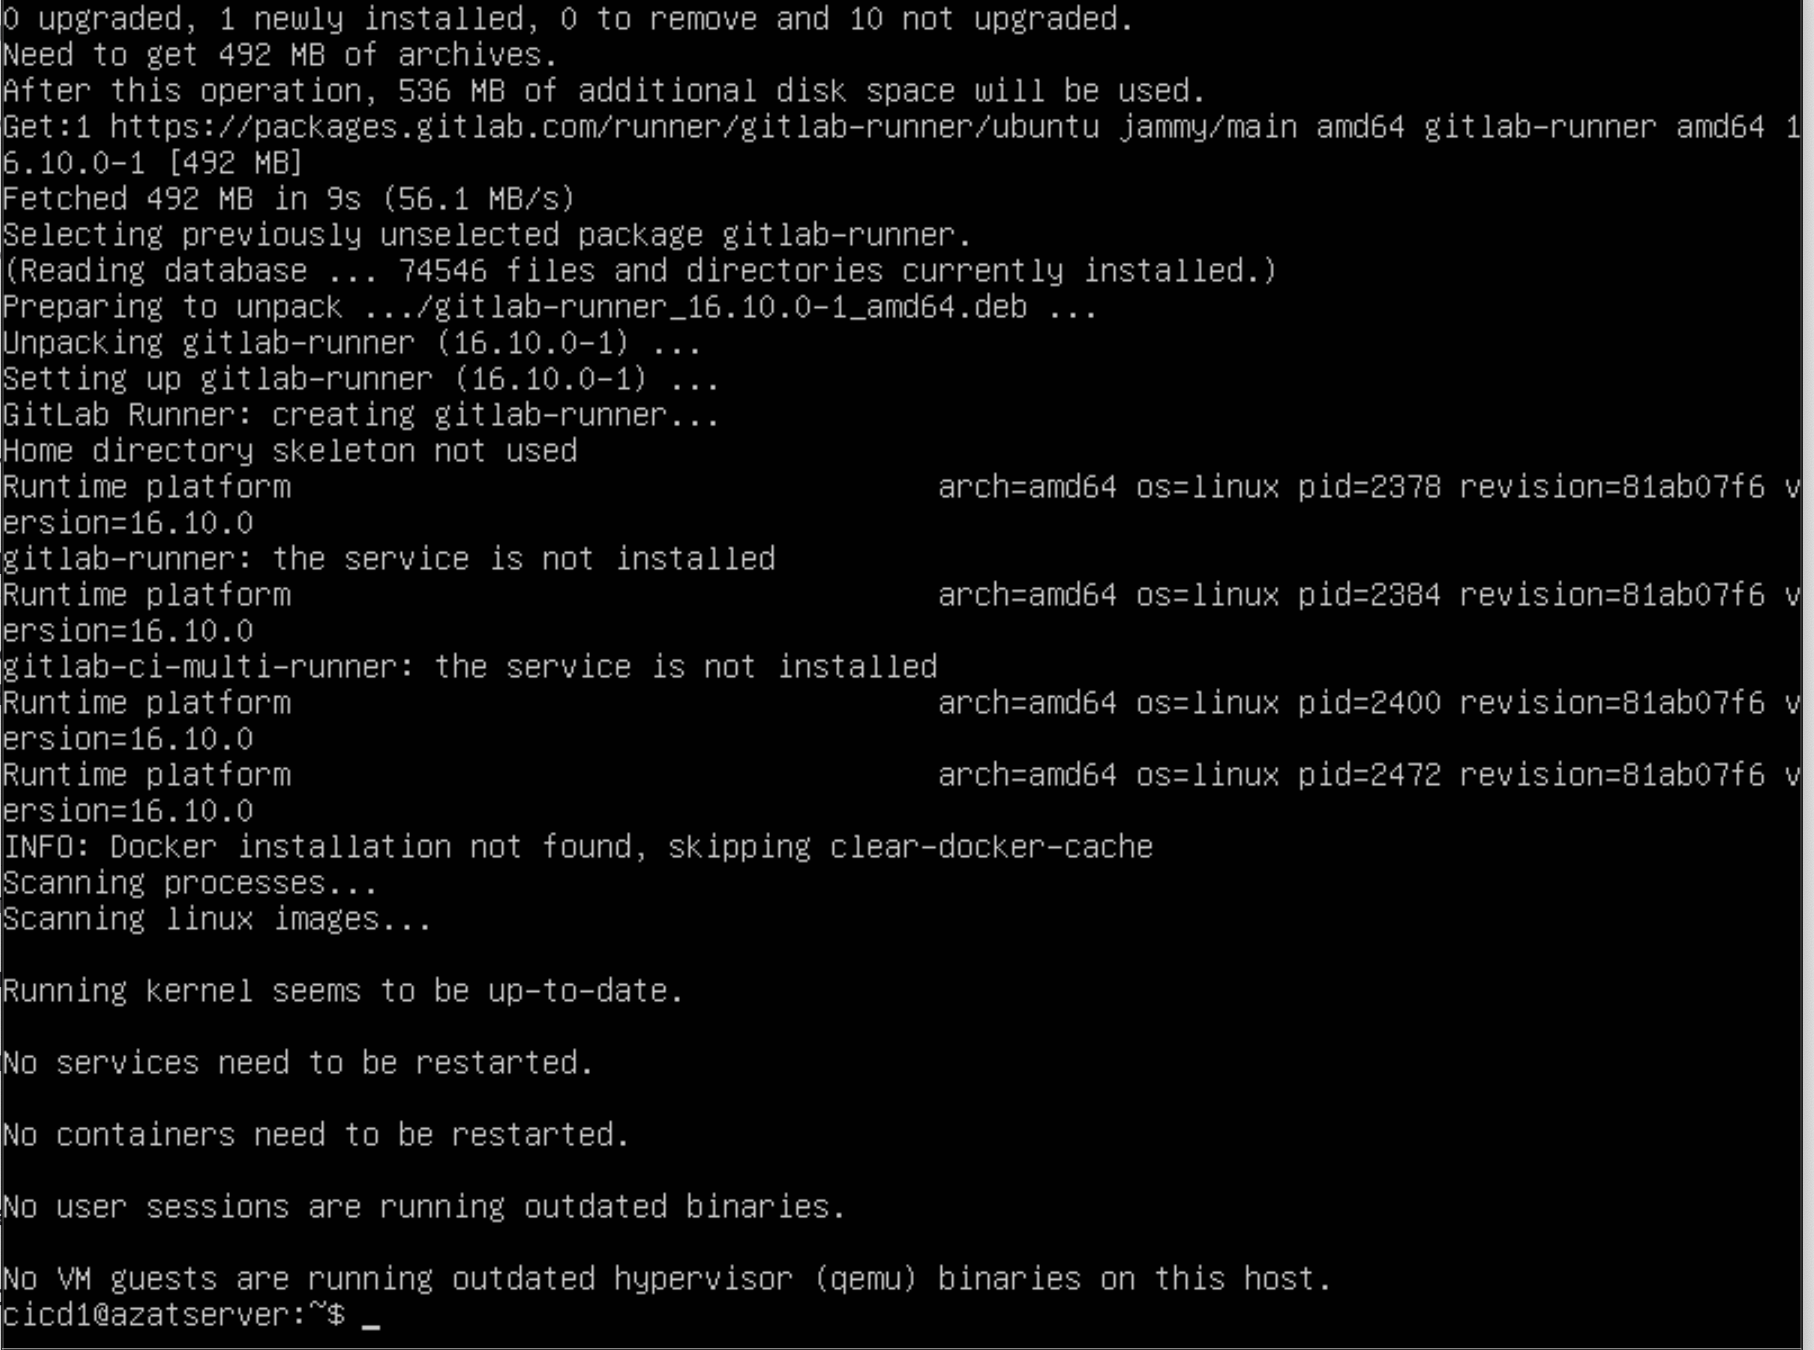 0 upgraded, 1 newly installed, 0 to remove and 10 not upgraded.
Need to get 492 MB of archives.
After this operation, 536 MB of additional disk space will be used.
Get:1 https://packages.gitlab.com/runner/gitlab-runner/ubuntu jammy/main amd64 gitlab-runner amd64 1
6.10.0-1 [492 MB]
Fetched 492 MB in 9s (56.1 MB/s)
Selecting previously unselected package gitlab-runner.
(Reading database ... 74546 files and directories currently installed.)
Preparing to unpack .../gitlab-runner_16.10.0-1_amd64.deb ...
Unpacking gitlab-runner (16.10.0-1) ...
Setting up gitlab-runner (16.10.0-1) ...
GitLab Runner: creating gitlab-runner...
Home directory skeleton not used
Runtime platform                                    arch=amd64 os=linux pid=2378 revision=81ab07f6 v
ersion=16.10.0
gitlab-runner: the service is not installed
Runtime platform                                    arch=amd64 os=linux pid=2384 revision=81ab07f6 v
ersion=16.10.0
gitlab-ci-multi-runner: the service is not installed
Runtime platform                                    arch=amd64 os=linux pid=2400 revision=81ab07f6 v
ersion=16.10.0
Runtime platform                                    arch=amd64 os=linux pid=2472 revision=81ab07f6 v
ersion=16.10.0
INFO: Docker installation not found, skipping clear-docker-cache
Scanning processes...
Scanning linux images...
Running kernel seems to be up-to-date.
No services need to be restarted.
No containers need to be restarted.
No user sessions are running outdated binaries.
No VM guests are running outdated hypervisor (qemu) binaries on this host.
cicd1@azatserver:~$ _